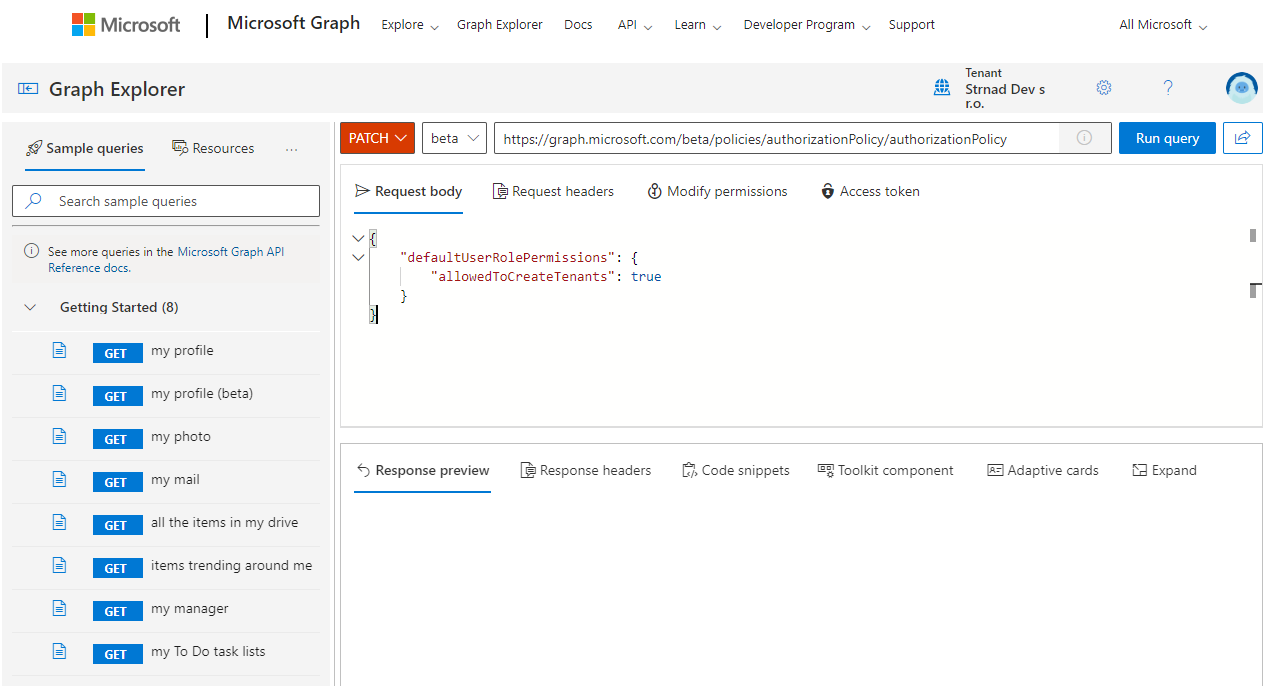 Microsoft
Microsoft Graph
Explore
Graph Explorer
Docs
API
Learn
Developer Program
Support
All Microsoft
Graph Explorer
Tenant
Strnad Dev s
r.o.
?
Sample queries
Resources
...
Search sample queries
See more queries in the Microsoft Graph API
Reference docs.
Getting Started (8)
GET my profile
GET my profile (beta)
GET my photo
GET my mail
GET all the items in my drive
GET items trending around me
GET my manager
GET my To Do task lists
PATCH
beta
https://graph.microsoft.com/beta/policies/authorizationPolicy/authorizationPolicy
Run query
Request body
Request headers
Modify permissions
Access token
{
"defaultUserRolePermissions": {
"allowedToCreateTenants": true
}
}
Response preview
Response headers
Code snippets
Toolkit component
Adaptive cards
Expand